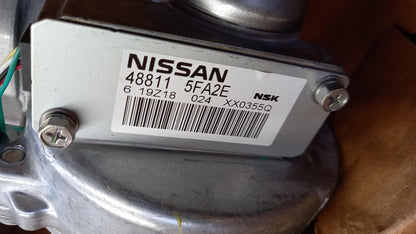 NISSAN
48811 5FA2E NSK
6 19Z18 024 XX0355Q